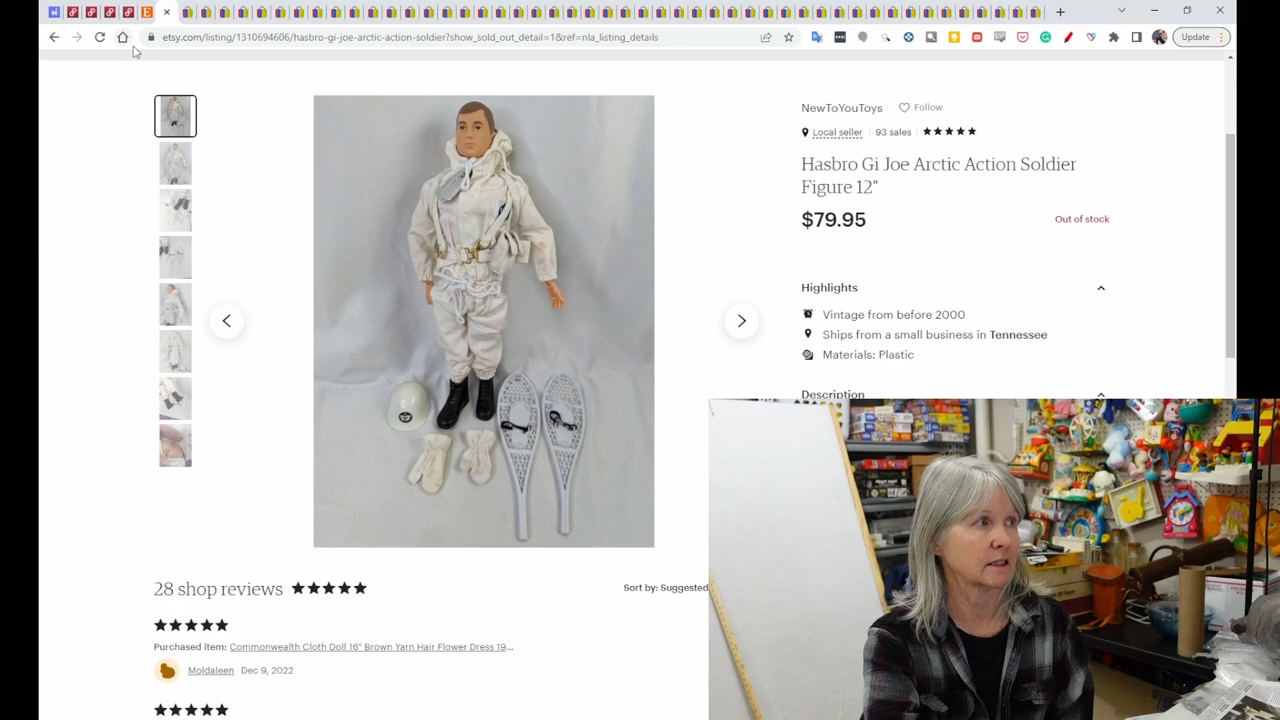 etsy.com/listing/1310694606/hasbro-gi-joe-arctic-action-soldier?show_sold_out_detail=1&ref=nla_listing_details
Update
NewToYouToys
Follow
Local seller
93 sales
Hasbro Gi Joe Arctic Action Soldier
Figure 12"
$79.95
Out of stock
Highlights
Vintage from before 2000
Ships from a small business in Tennessee
Materials: Plastic
Description
28 shop reviews
Sort by: Suggested
Purchased item: Commonwealth Cloth Doll 16" Brown Yarn Hair Flower Dress 19...
Moldaleen Dec 9, 2022